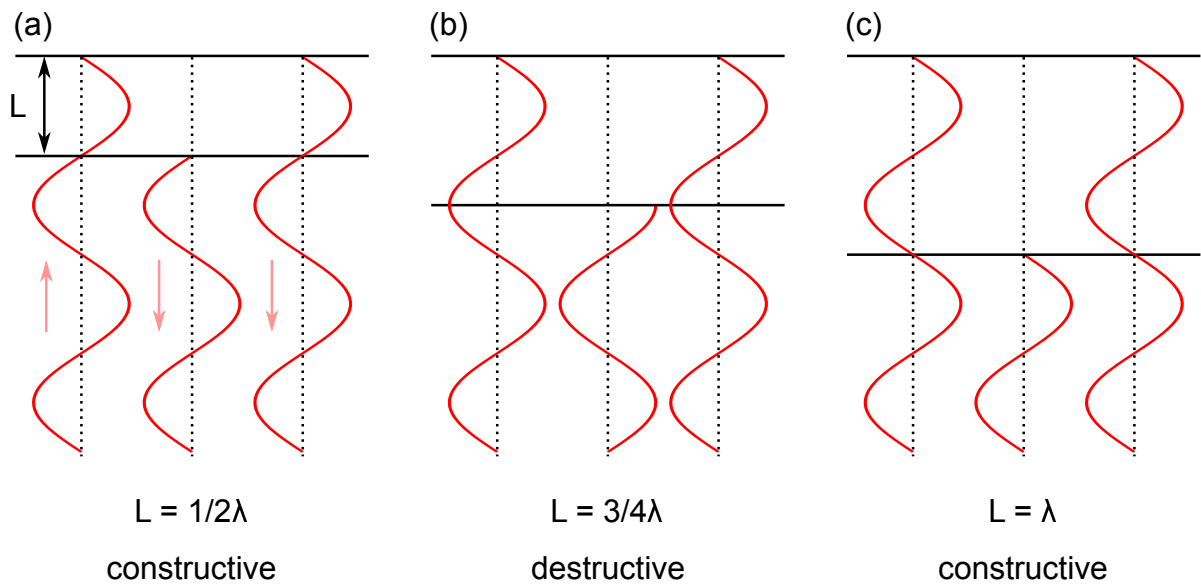 (a)
(b)
(c)
L
L = 1/2λ
L = 3/4λ
L = λ
constructive
destructive
constructive